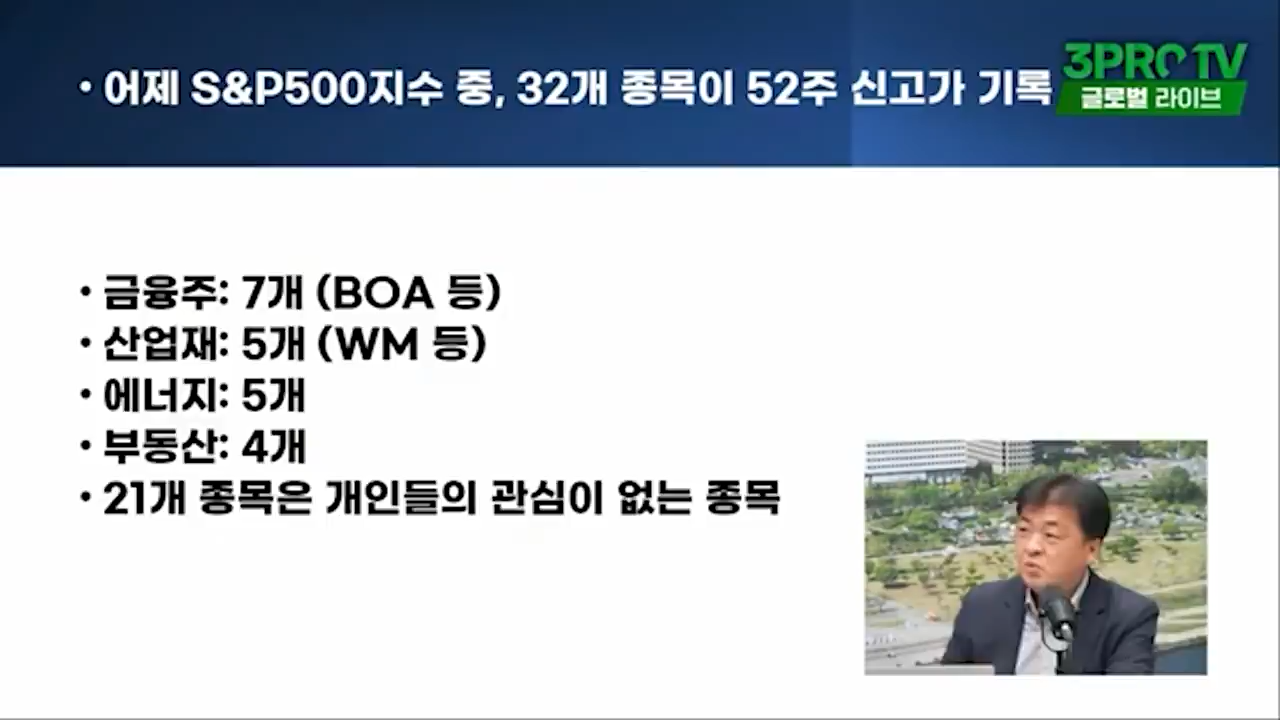 • 어제 S&P500지수 중, 32개 종목이 52주 신고가 기록
3PRO TV
글로벌 라이브
• 금융주: 7개 (BOA 등)
• 산업재: 5개 (WM 등)
• 에너지: 5개
• 부동산: 4개
• 21개 종목은 개인들의 관심이 없는 종목